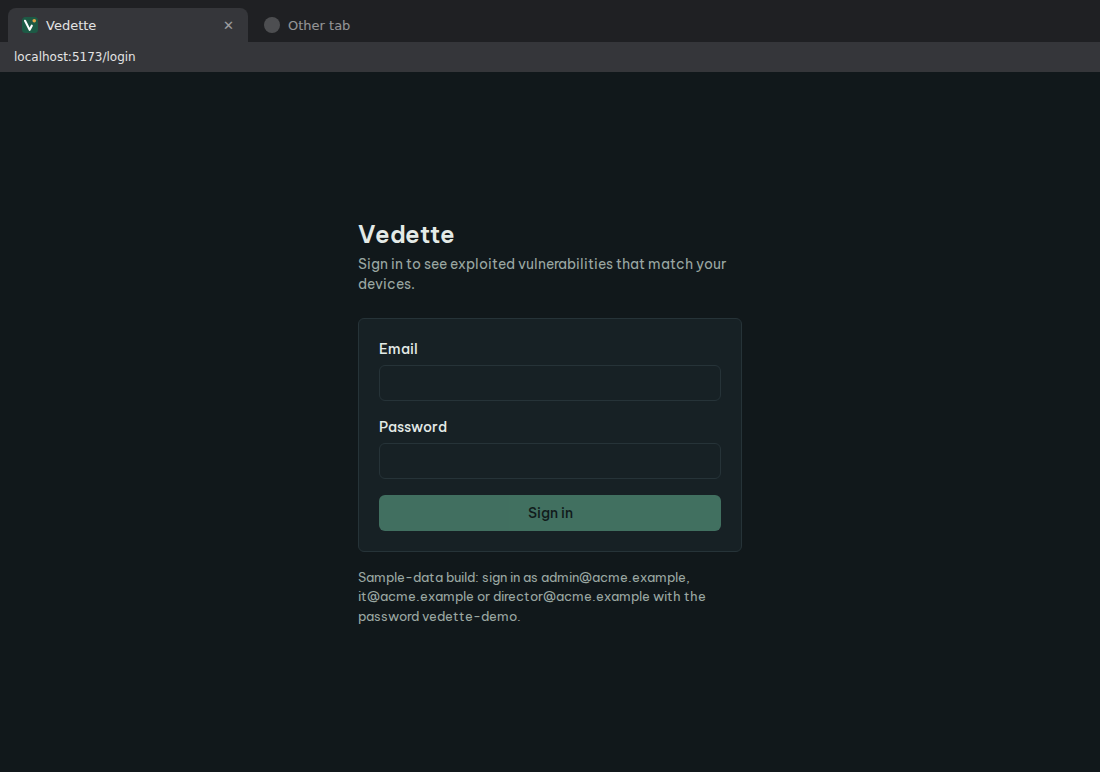 Vedette
Other tab
localhost:5173/login
Vedette
Sign in to see exploited vulnerabilities that match your
devices.
Email
Password
Sign in
Sample-data build: sign in as admin@acme.example,
it@acme.example or director@acme.example with the
password vedette-demo.